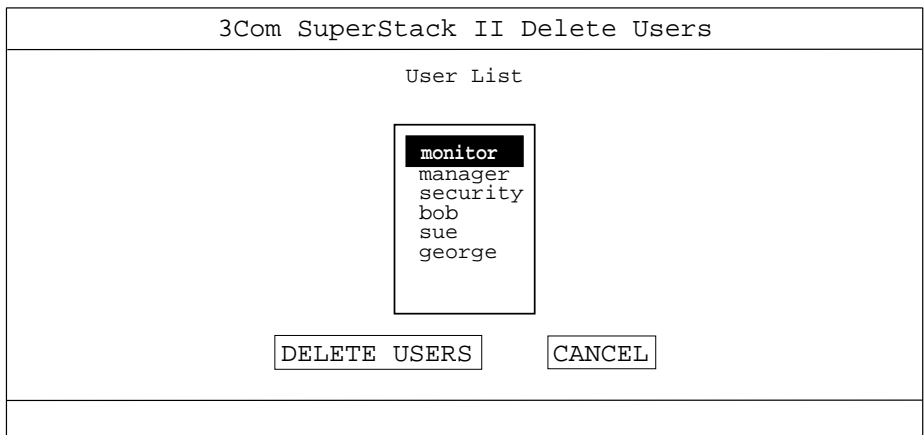 3Com SuperStack II Delete Users
User List
monitor
manager
security
bob
sue
george
DELETE USERS CANCEL